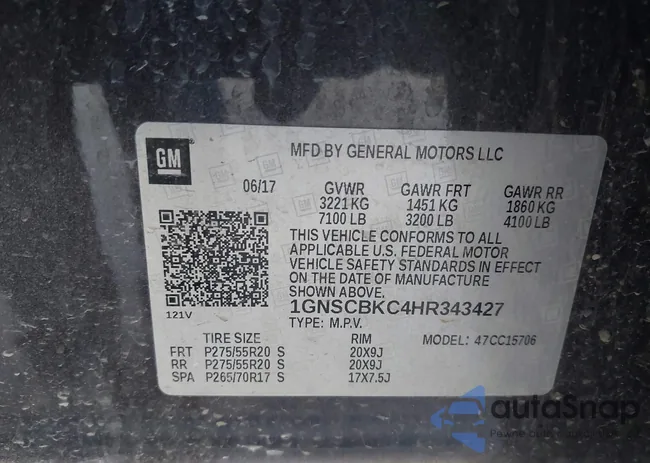 GM
MFD BY GENERAL MOTORS LLC
06/17 GVWR GAWR FRT GAWR RR
3221 KG 1451 KG 1860 KG
7100 LB 3200 LB 4100 LB
THIS VEHICLE CONFORMS TO ALL
APPLICABLE U.S. FEDERAL MOTOR
VEHICLE SAFETY STANDARDS IN EFFECT
ON THE DATE OF MANUFACTURE
SHOWN ABOVE.
121V
1GNSCBKC4HR343427
TYPE: M.P.V.
TIRE SIZE RIM MODEL: 47CC15706
FRT P275/55R20 S 20X9J
RR P275/55R20 S 20X9J
SPA P265/70R17 S 17X7.5J
autaSnap